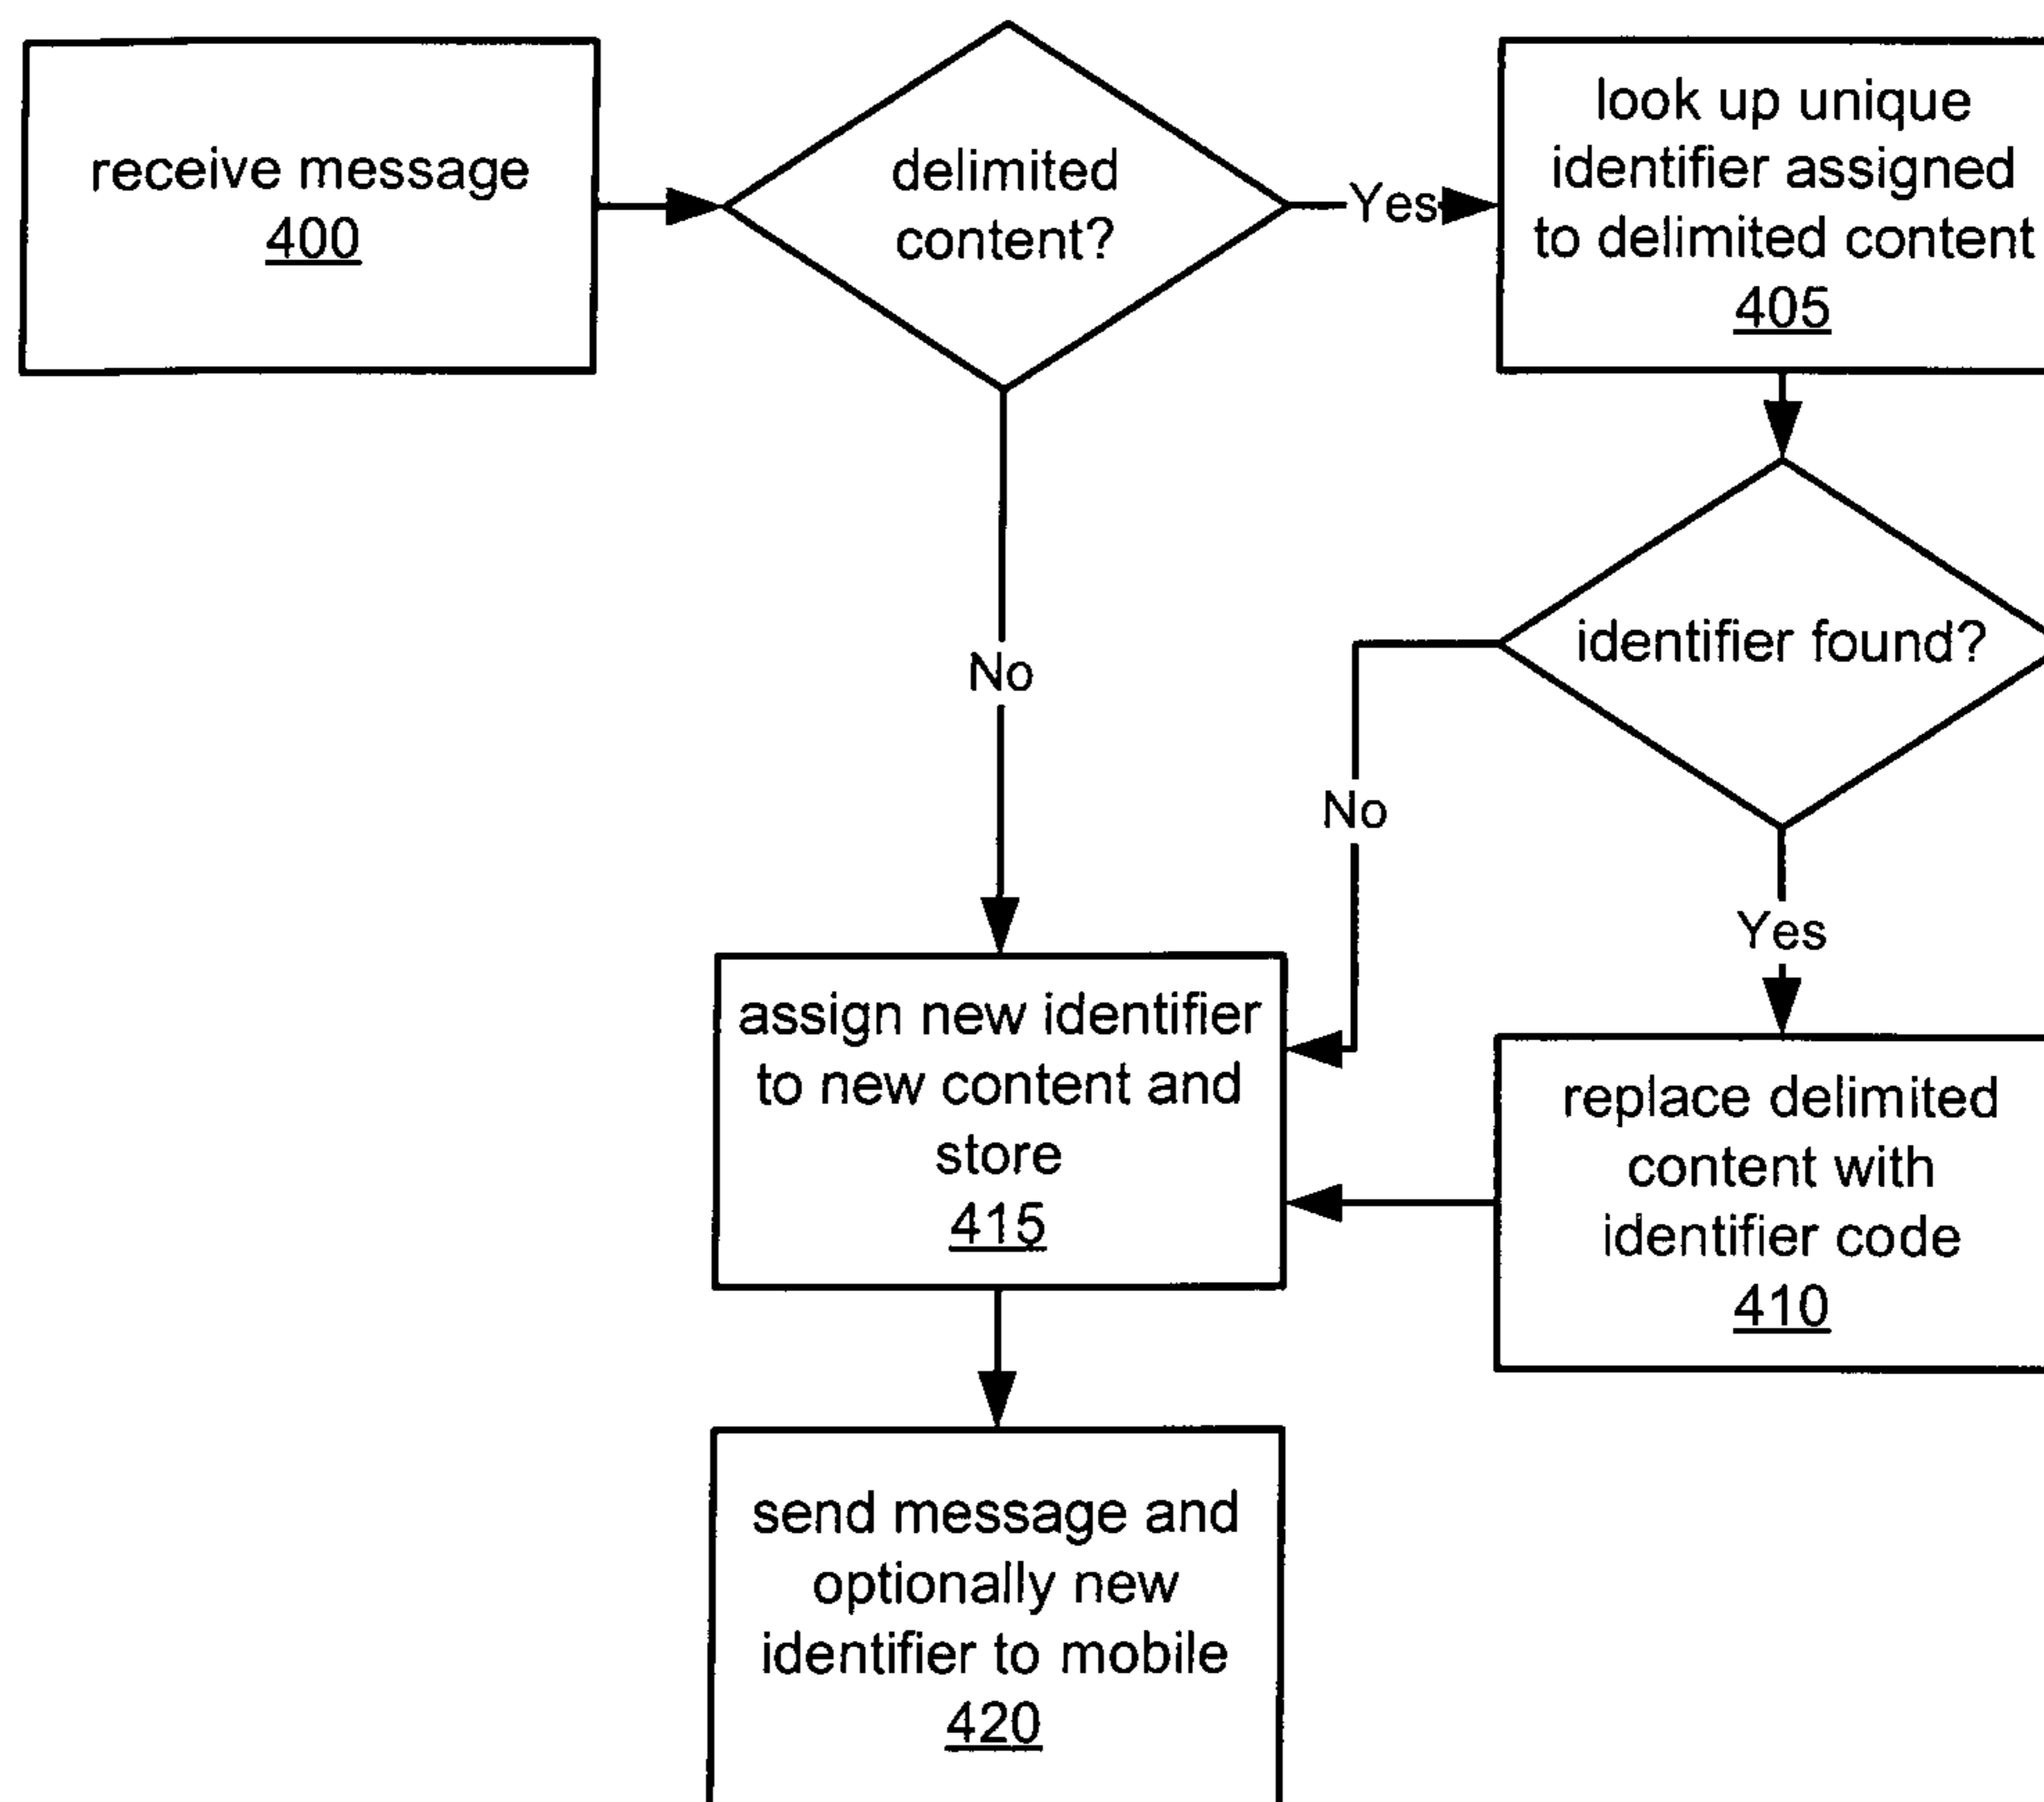 receive message
400
delimited
content?
Yes
look up unique
identifier assigned
to delimited content
405
identifier found?
No
No
Yes
assign new identifier
to new content and
store
415
replace delimited
content with
identifier code
410
send message and
optionally new
identifier to mobile
420